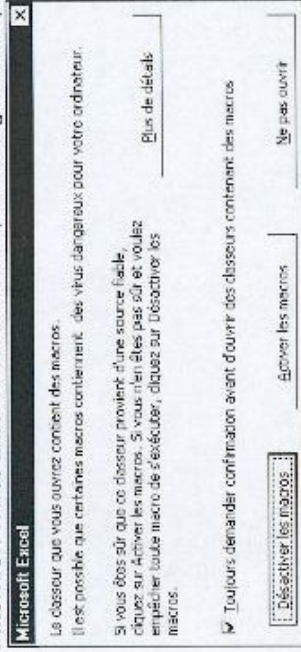 Microsoft Excel
Le classeur que vous ouvrez contient des macros.
Il est possible que certaines macros contiennent des virus dangereux pour votre ordinateur.
Si vous êtes sûr que ce classeur provient d'une source fiable,
cliquez sur Activer les macros. Si vous n'en êtes pas sûr et voulez
empêcher toute macro de s'exécuter, cliquez sur Désactiver les
macros.
Plus de détails
Toujours demander confirmation avant d'ouvrir des classeurs contenant des macros
Désactiver les macros
Activer les macros
Ne pas ouvrir